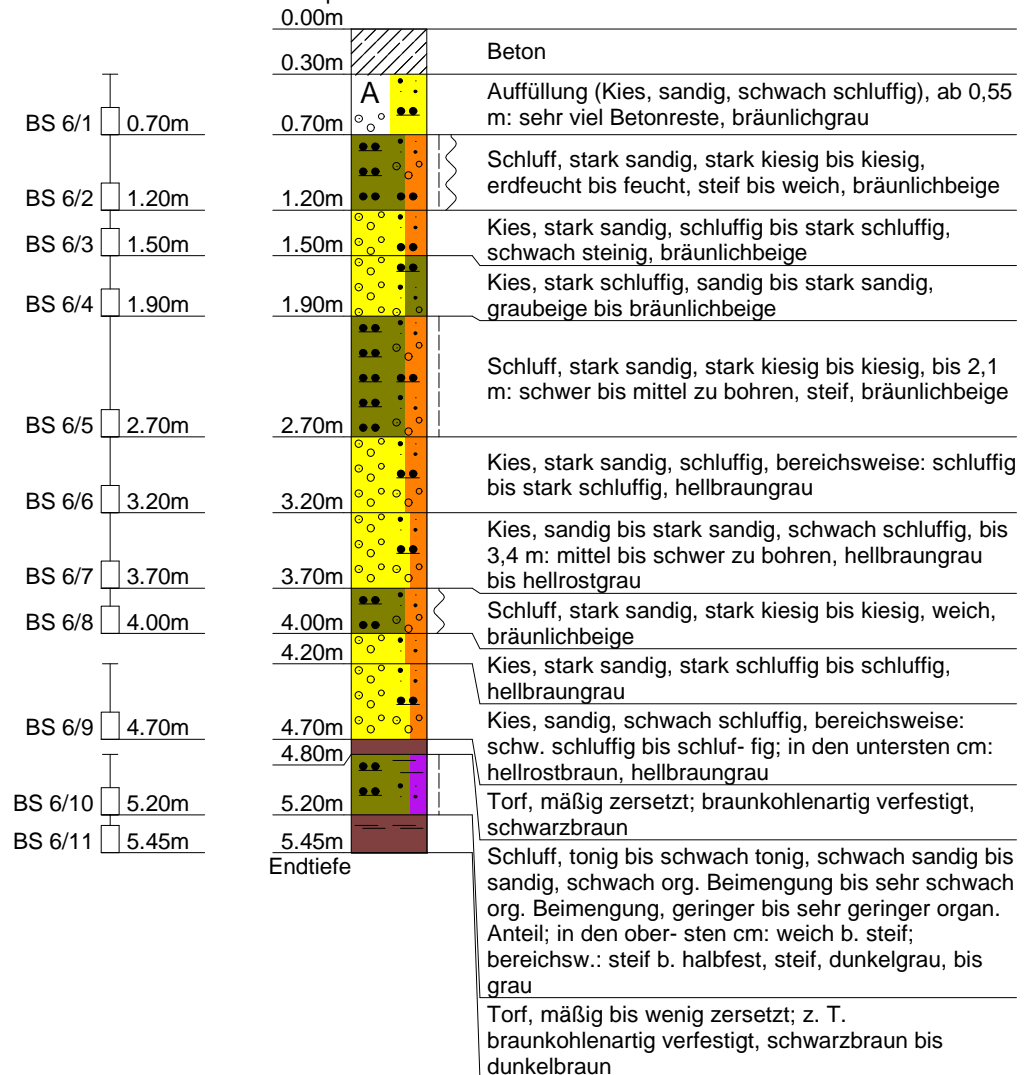 0.00m
0.30m
Beton
A
Auffüllung (Kies, sandig, schwach schluffig), ab 0,55
m: sehr viel Betonreste, bräunlichgrau
BS 6/1 0.70m 0.70m
Schluff, stark sandig, stark kiesig bis kiesig,
erdfeucht bis feucht, steif bis weich, bräunlichbeige
BS 6/2 1.20m 1.20m
Kies, stark sandig, schluffig bis stark schluffig,
schwach steinig, bräunlichbeige
BS 6/3 1.50m 1.50m
Kies, stark schluffig, sandig bis stark sandig,
graubeige bis bräunlichbeige
BS 6/4 1.90m 1.90m
Schluff, stark sandig, stark kiesig bis kiesig, bis 2,1
m: schwer bis mittel zu bohren, steif, bräunlichbeige
BS 6/5 2.70m 2.70m
Kies, stark sandig, schluffig, bereichsweise: schluffig
bis stark schluffig, hellbraungrau
BS 6/6 3.20m 3.20m
Kies, sandig bis stark sandig, schwach schluffig, bis
3,4 m: mittel bis schwer zu bohren, hellbraungrau
bis hellrostgrau
BS 6/7 3.70m 3.70m
Schluff, stark sandig, stark kiesig bis kiesig, weich,
bräunlichbeige
BS 6/8 4.00m 4.00m
4.20m
Kies, stark sandig, stark schluffig bis schluffig,
hellbraungrau
BS 6/9 4.70m 4.70m
Kies, sandig, schwach schluffig, bereichsweise:
schw. schluffig bis schluf- fig; in den untersten cm:
hellrostbraun, hellbraungrau
4.80m
Torf, mäßig zersetzt; braunkohlenartig verfestigt,
schwarzbraun
BS 6/10 5.20m 5.20m
Schluff, tonig bis schwach tonig, schwach sandig bis
sandig, schwach org. Beimengung bis sehr schwach
org. Beimengung, geringer bis sehr geringer organ.
Anteil; in den ober- sten cm: weich b. steif;
bereichsw.: steif b. halbfest, steif, dunkelgrau, bis
grau
BS 6/11 5.45m 5.45m
Endtiefe
Torf, mäßig bis wenig zersetzt; z. T.
braunkohlenartig verfestigt, schwarzbraun bis
dunkelbraun